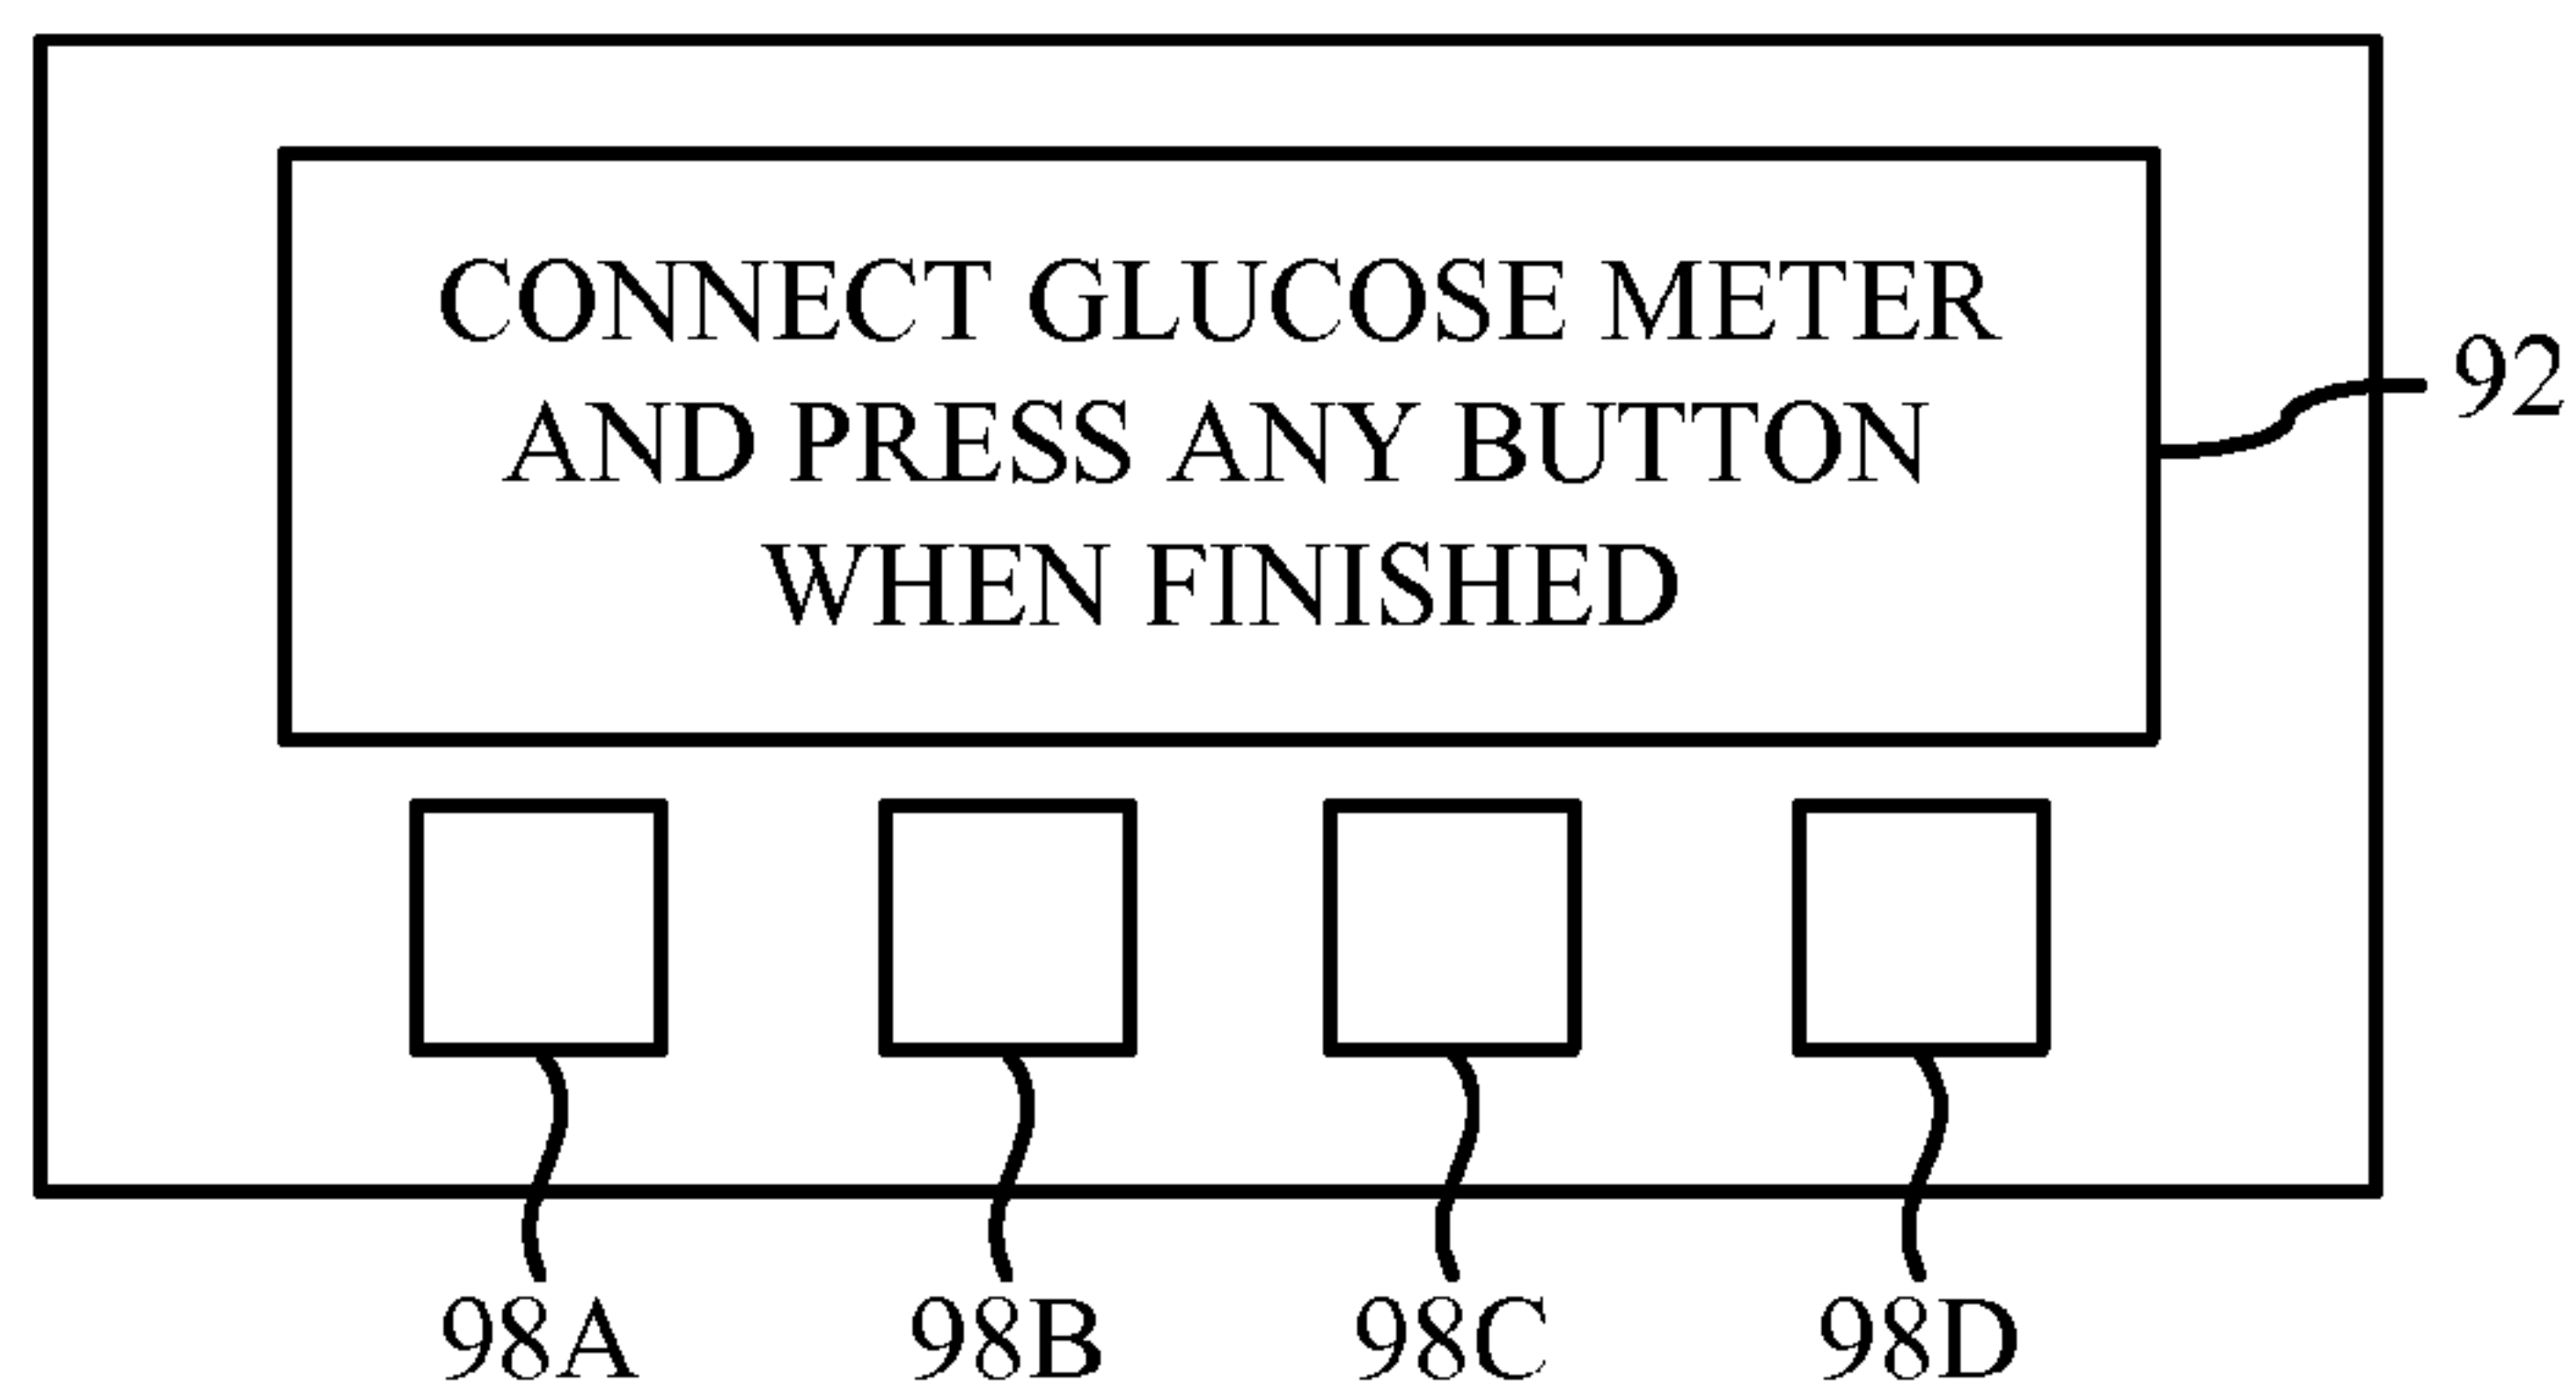 CONNECT GLUCOSE METER
AND PRESS ANY BUTTON
WHEN FINISHED
92
98A 98B 98C 98D